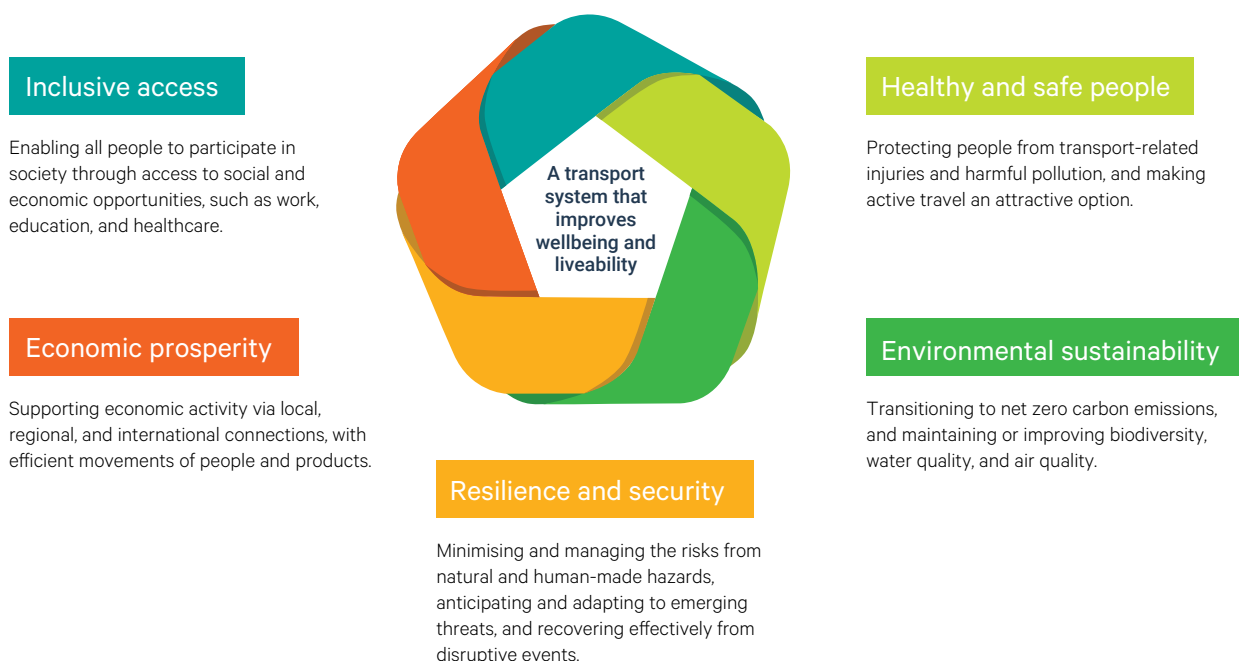 Inclusive access
Enabling all people to participate in
society through access to social and
economic opportunities, such as work,
education, and healthcare.
A transport
system that
improves
wellbeing and
liveability
Healthy and safe people
Protecting people from transport-related
injuries and harmful pollution, and making
active travel an attractive option.
Economic prosperity
Supporting economic activity via local,
regional, and international connections, with
efficient movements of people and products.
Environmental sustainability
Transitioning to net zero carbon emissions,
and maintaining or improving biodiversity,
water quality, and air quality.
Resilience and security
Minimising and managing the risks from
natural and human-made hazards,
anticipating and adapting to emerging
threats, and recovering effectively from
disruptive events.